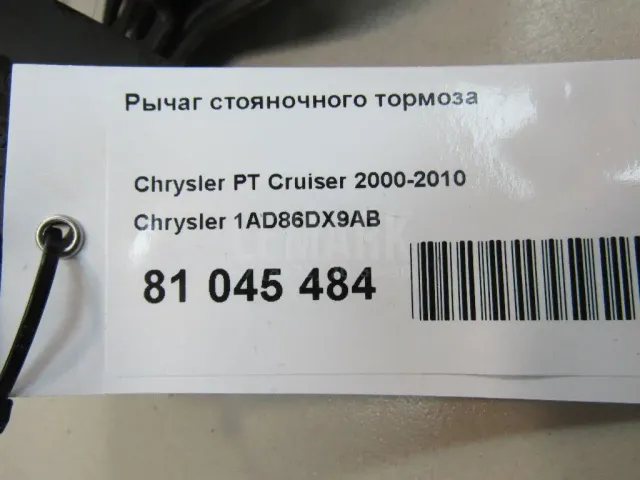 Рычаг стояночного тормоза
Chrysler PT Cruiser 2000-2010
Chrysler 1AD86DX9AB
81 045 484